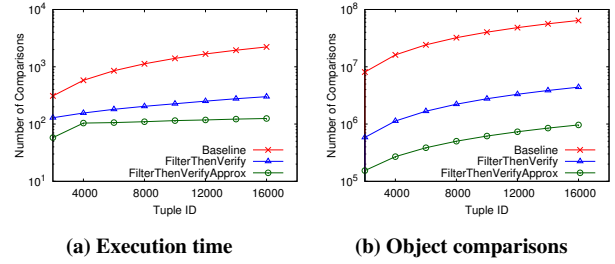 10^4
10^3
10^2
10^1
Number of Comparisons
4000 8000 12000 16000
Tuple ID
Baseline
FilterThenVerify
FilterThenVerifyApprox
(a) Execution time
10^8
10^7
10^6
10^5
Number of Comparisons
4000 8000 12000 16000
Tuple ID
Baseline
FilterThenVerify
FilterThenVerifyApprox
(b) Object comparisons